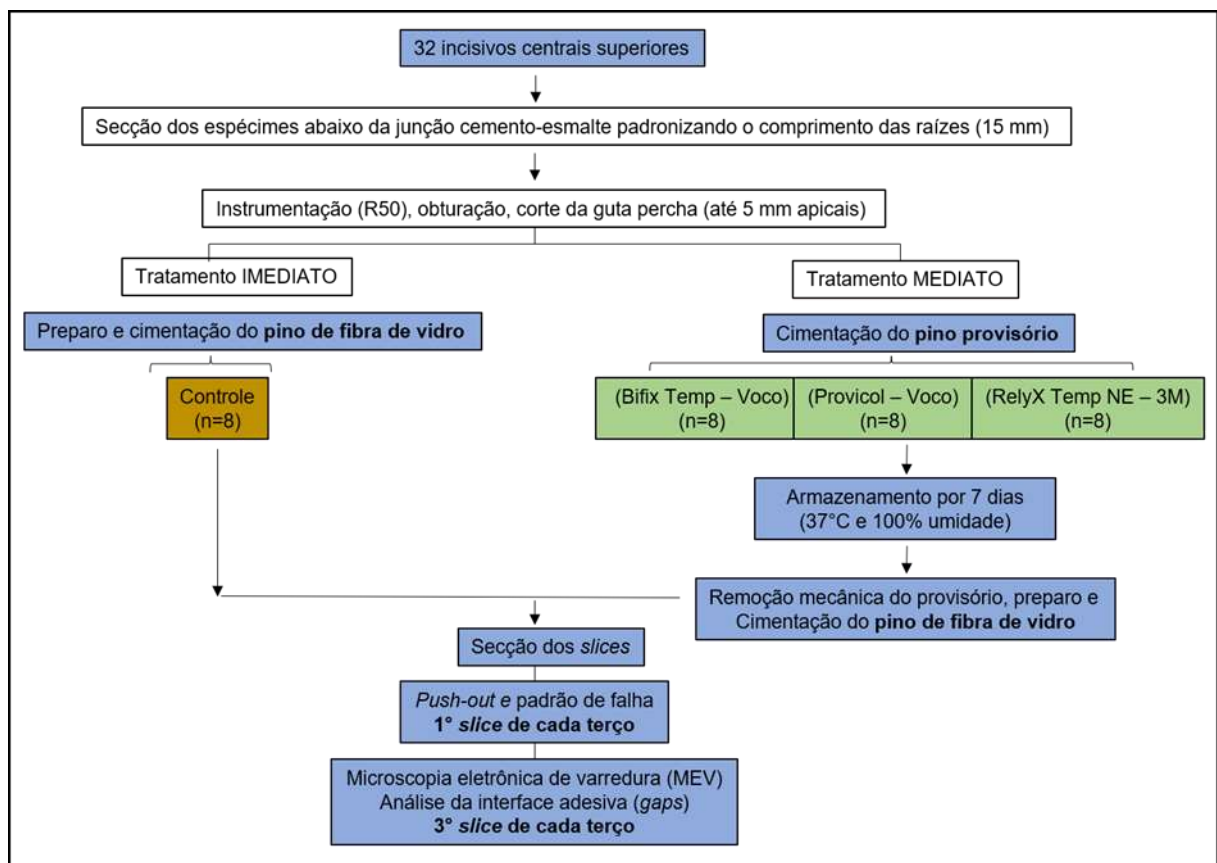 32 incisivos centrais superiores
Secção dos espécimes abaixo da junção cemento-esmalte padronizando o comprimento das raízes (15 mm)
Instrumentação (R50), obturação, corte da guta percha (até 5 mm apicais)
Tratamento IMEDIATO
Tratamento MEDIATO
Preparo e cimentação do pino de fibra de vidro
Cimentação do pino provisório
Controle
(n=8)
(Bifix Temp – Voco)
(n=8)
(Provicol – Voco)
(n=8)
(RelyX Temp NE – 3M)
(n=8)
Armazenamento por 7 dias
(37°C e 100% umidade)
Remoção mecânica do provisório, preparo e
Cimentação do pino de fibra de vidro
Secção dos slices
Push-out e padrão de falha
1° slice de cada terço
Microscopia eletrônica de varredura (MEV)
Análise da interface adesiva (gaps)
3° slice de cada terço